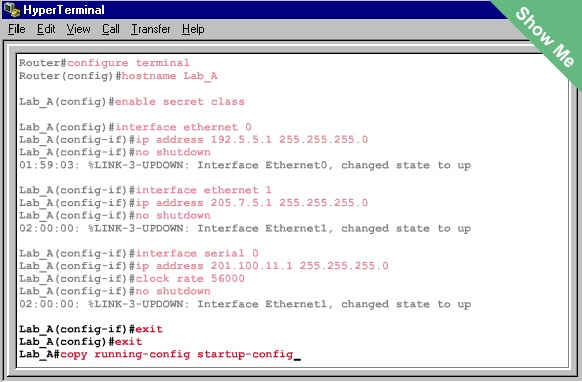 HyperTerminal
Show Me
File Edit View Call Transfer Help
Router#configure terminal
Router(config)#hostname Lab_A
Lab_A(config)#enable secret class
Lab_A(config)#interface ethernet 0
Lab_A(config-if)#ip address 192.5.5.1 255.255.255.0
Lab_A(config-if)#no shutdown
01:59:03: %LINK-3-UPDOWN: Interface Ethernet0, changed state to up
Lab_A(config-if)#interface ethernet 1
Lab_A(config-if)#ip address 205.7.5.1 255.255.255.0
Lab_A(config-if)#no shutdown
02:00:00: %LINK-3-UPDOWN: Interface Ethernet1, changed state to up
Lab_A(config-if)#interface serial 0
Lab_A(config-if)#ip address 201.100.11.1 255.255.255.0
Lab_A(config-if)#clock rate 56000
Lab_A(config-if)#no shutdown
02:00:00: %LINK-3-UPDOWN: Interface Ethernet1, changed state to up
Lab_A(config-if)#exit
Lab_A(config)#exit
Lab_A#copy running-config startup-config_